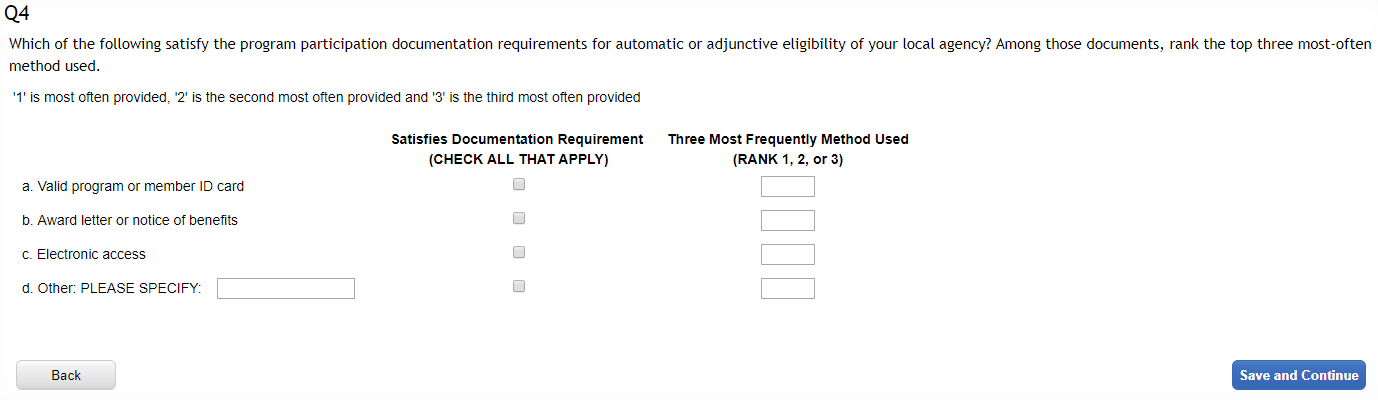 Q4
Which of the following satisfy the program participation documentation requirements for automatic or adjunctive eligibility of your local agency? Among those documents, rank the top three most-often
method used.
'1' is most often provided, '2' is the second most often provided and '3' is the third most often provided
Satisfies Documentation Requirement Three Most Frequently Method Used
(CHECK ALL THAT APPLY) (RANK 1, 2, or 3)
a. Valid program or member ID card
b. Award letter or notice of benefits
c. Electronic access
d. Other: PLEASE SPECIFY:
Back Save and Continue